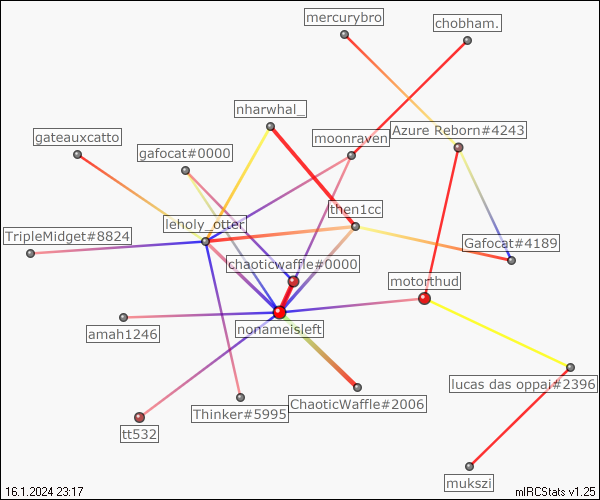 mercurybro
chobham.
nharwhal_
gateauxcatto
gafocat#0000
moonraven
Azure Reborn#4243
then1cc
leholy_otter
TripleMidget#8824
Gafocat#4189
chaoticwaffle#0000
motorthud
nonameisleft
amah1246
lucas das oppai#2396
ChaoticWaffle#2006
Thinker#5995
tt532
mukszi
16.1.2024 23:17
mIRCStats v1.25